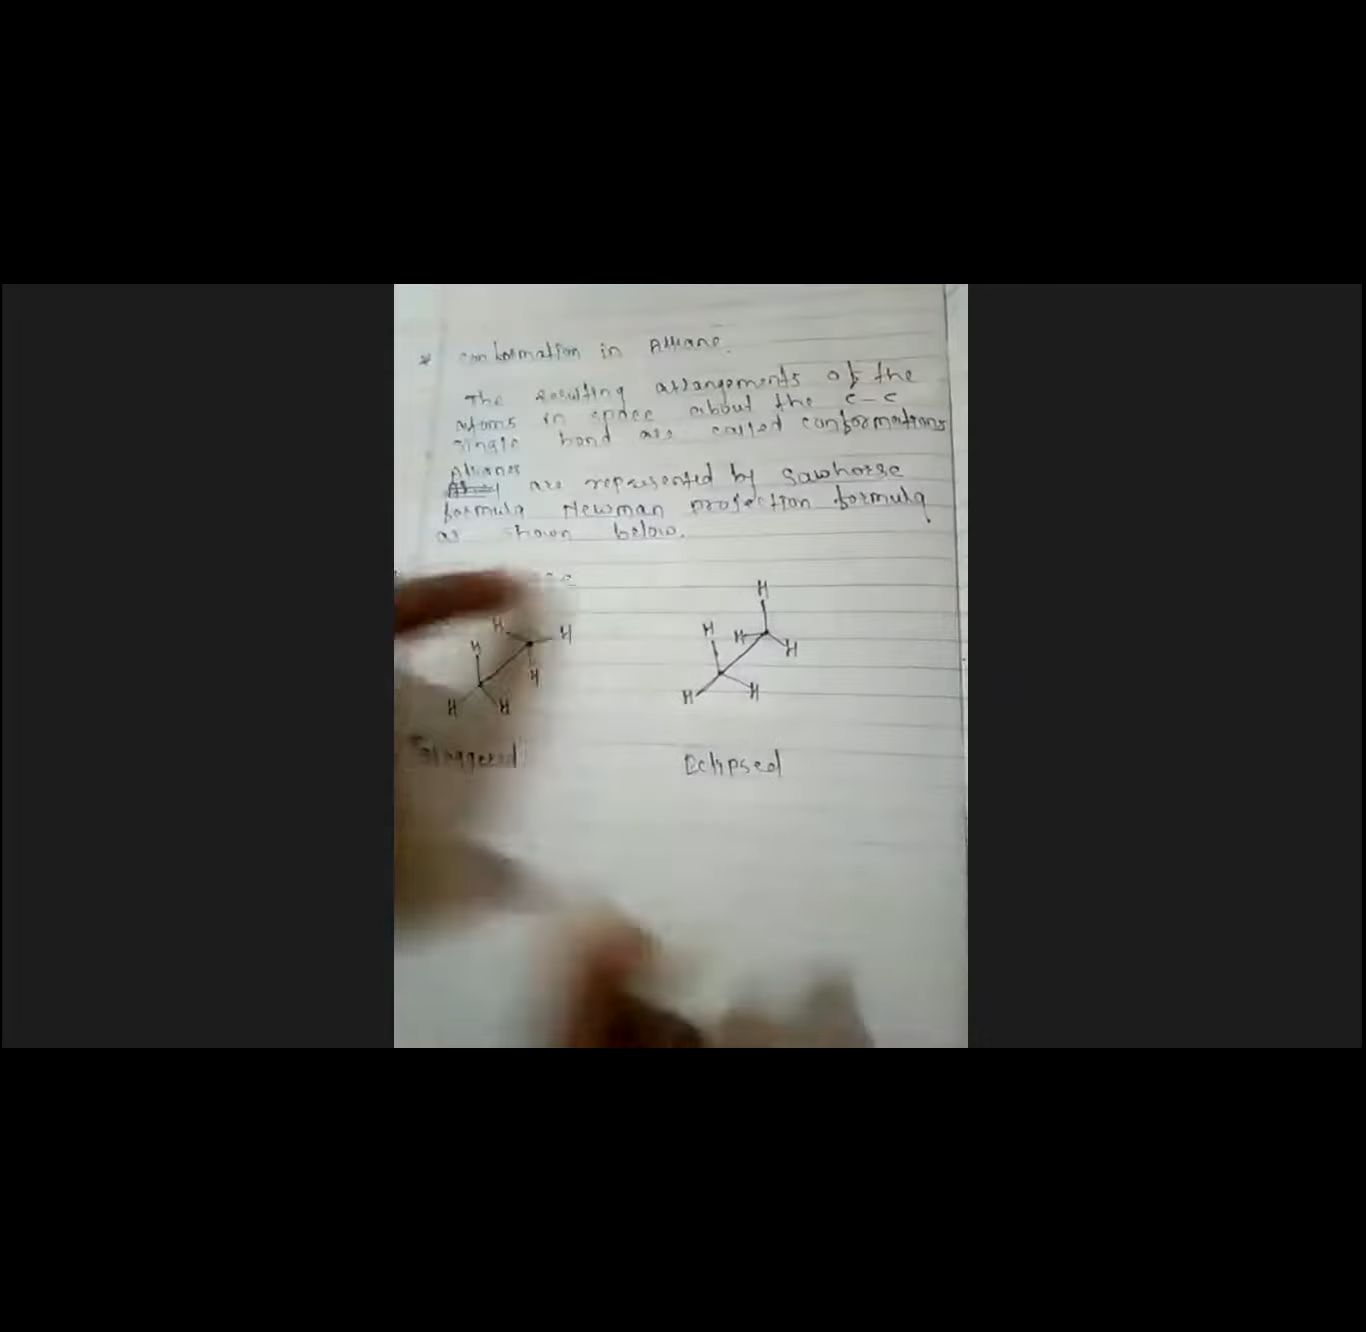 * conformation in Alkane.
The resulting arrangements of the
atoms in space about the C-C
single bond are called conformations
Alkanes
are represented by sawhorse
formula Newman projection formula
as shown below.
H H H H H H
Staggered
H H H H H H
Eclipsed